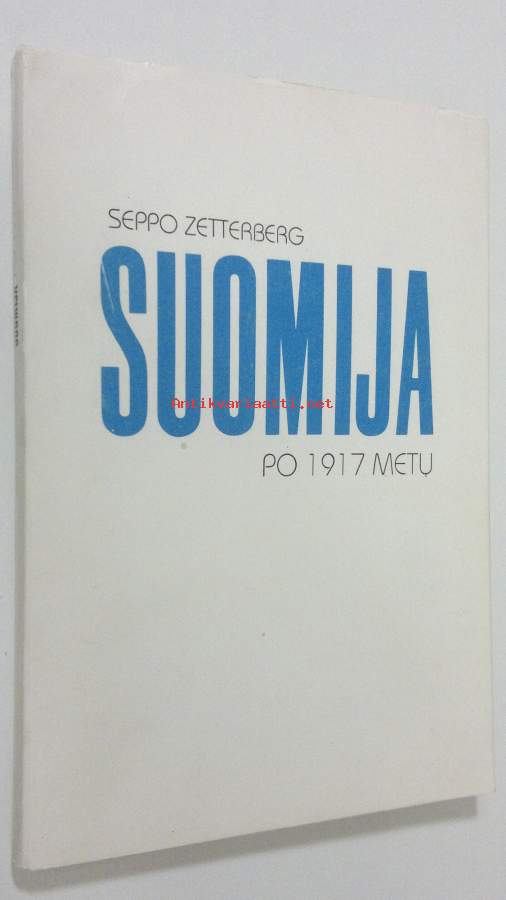 SEPPO ZETTERBERG
SUOMIJA
Antikvariaatti.net
PO 1917 METŲ